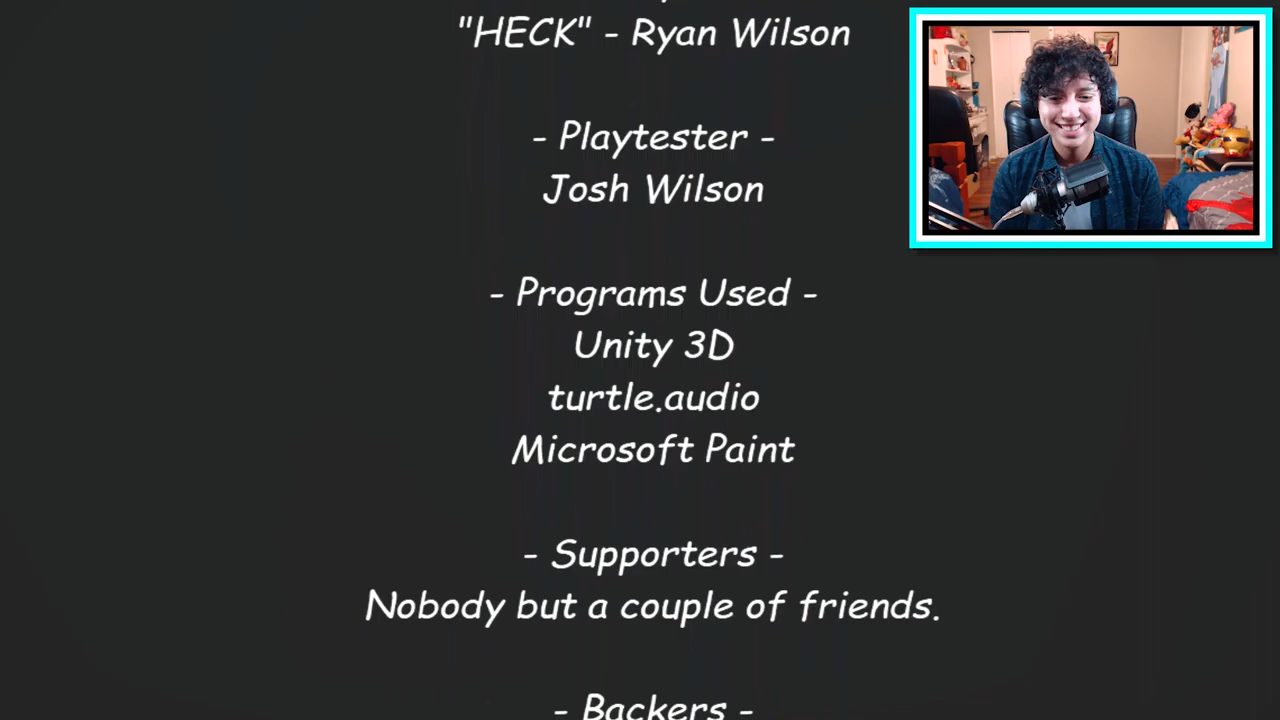 "HECK" - Ryan Wilson
- Playtester -
Josh Wilson
- Programs Used -
Unity 3D
turtle.audio
Microsoft Paint
- Supporters -
Nobody but a couple of friends.
- Backers -